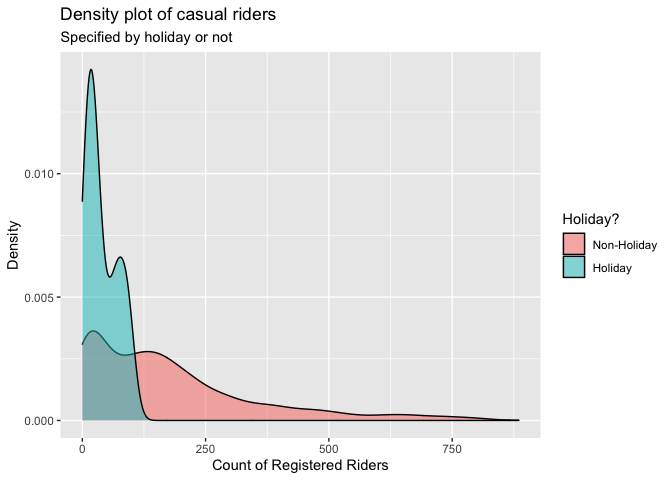 Density plot of casual riders
Specified by holiday or not
Density
0.010
0.005
0.000
0
250
500
750
Count of Registered Riders
Holiday?
Non-Holiday
Holiday